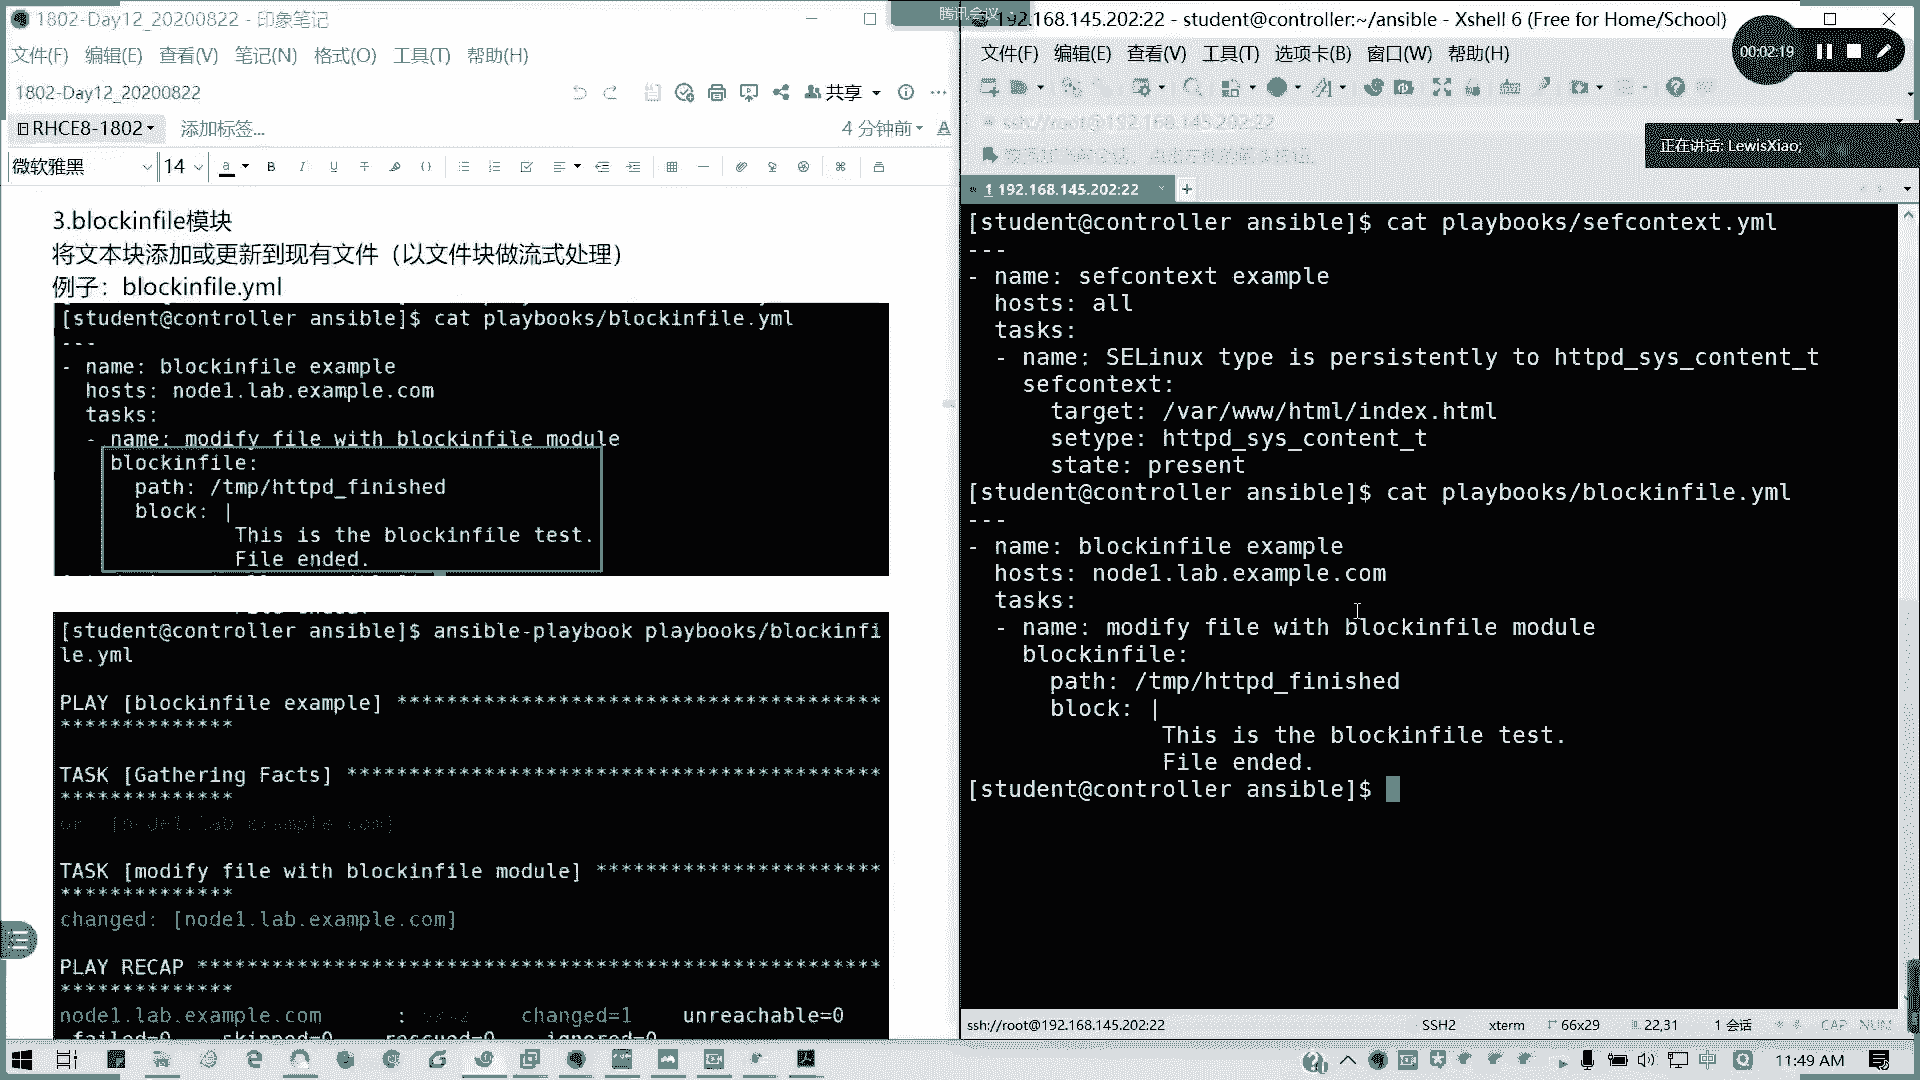 1802-Day12_20200822 - 印象笔记
文件(F) 编辑(E) 查看(V) 笔记(N) 格式(O) 工具(T) 帮助(H)
1802-Day12_20200822
共享
RHCE8-1802
添加标签...
4 分钟前
微软雅黑
14
3.blockinfile模块
将文本块添加或更新到现有文件（以文件块做流式处理）
例子：blockinfile.yml
[student@controller ansible]$ cat playbooks/blockinfile.yml
---
- name: blockinfile example
hosts: node1.lab.example.com
tasks:
- name: modify file with blockinfile module
blockinfile:
path: /tmp/httpd_finished
block: |
This is the blockinfile test.
File ended.
[student@controller ansible]$ ansible-playbook playbooks/blockinfi
le.yml
PLAY [blockinfile example] ***************************************
**************
TASK [Gathering Facts] *******************************************
**************
TASK [modify file with blockinfile module] ***********************
**************
changed: [node1.lab.example.com]
PLAY RECAP *******************************************************
**************
node1.lab.example.com : changed=1 unreachable=0
failed=0 skipped=0 rescued=0 ignored=0
腾讯会议
192.168.145.202:22 - student@controller:~/ansible - Xshell 6 (Free for Home/School)
文件(F) 编辑(E) 查看(V) 工具(T) 选项卡(B) 窗口(W) 帮助(H)
00:02:19
ssh://root@192.168.145.202:22
正在讲话: LewisXiao;
1 192.168.145.202:22
[student@controller ansible]$ cat playbooks/sefcontext.yml
---
- name: sefcontext example
hosts: all
tasks:
- name: SELinux type is persistently to httpd_sys_content_t
sefcontext:
target: /var/www/html/index.html
setype: httpd_sys_content_t
state: present
[student@controller ansible]$ cat playbooks/blockinfile.yml
---
- name: blockinfile example
hosts: node1.lab.example.com
tasks:
- name: modify file with blockinfile module
blockinfile:
path: /tmp/httpd_finished
block: |
This is the blockinfile test.
File ended.
[student@controller ansible]$
ssh://root@192.168.145.202:22 SSH2 xterm 66x29 22,31 1 会话 CAP NUM
中
11:49 AM